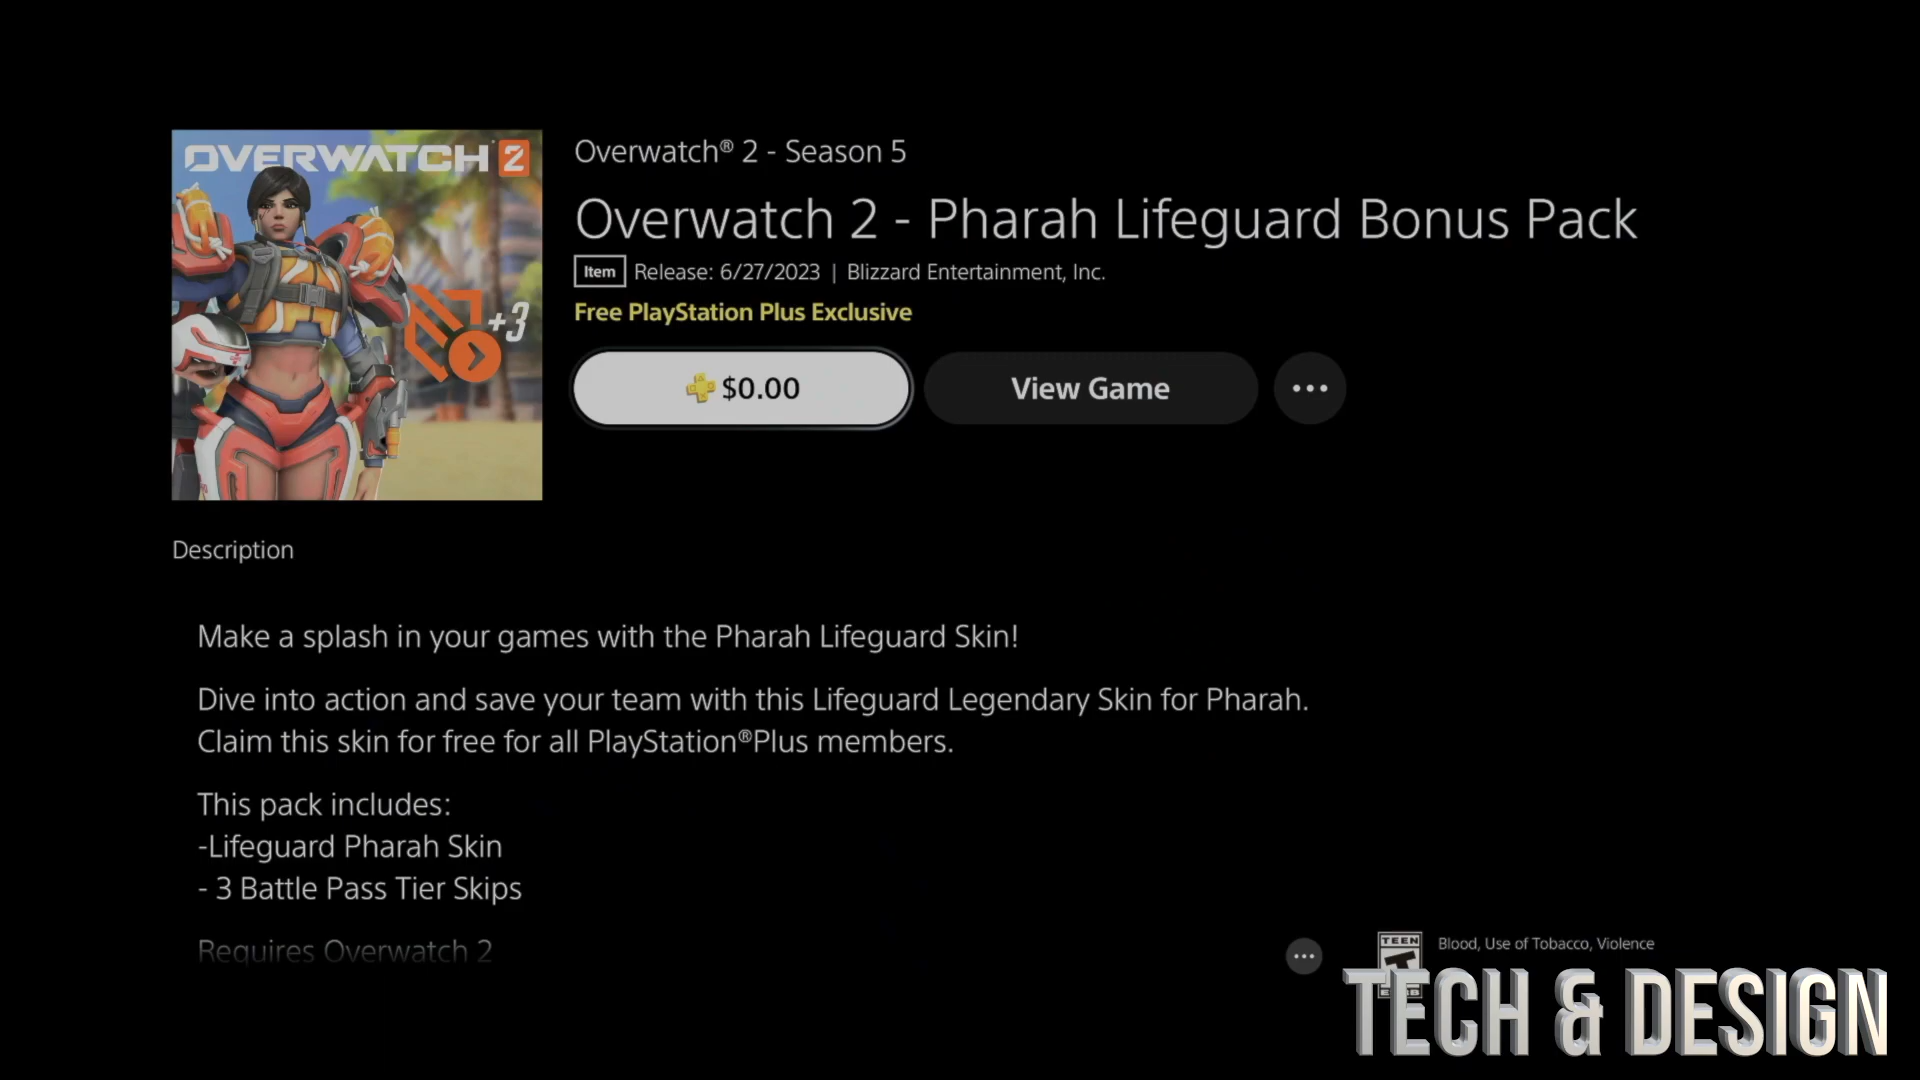 OVERWATCH 2
+3
Overwatch® 2 - Season 5
Overwatch 2 - Pharah Lifeguard Bonus Pack
Item Release: 6/27/2023 | Blizzard Entertainment, Inc.
Free PlayStation Plus Exclusive
$0.00 View Game
Description
Make a splash in your games with the Pharah Lifeguard Skin!
Dive into action and save your team with this Lifeguard Legendary Skin for Pharah.
Claim this skin for free for all PlayStation®Plus members.
This pack includes:
-Lifeguard Pharah Skin
- 3 Battle Pass Tier Skips
Requires Overwatch 2
TEEN
T
Blood, Use of Tobacco, Violence
TECH & DESIGN